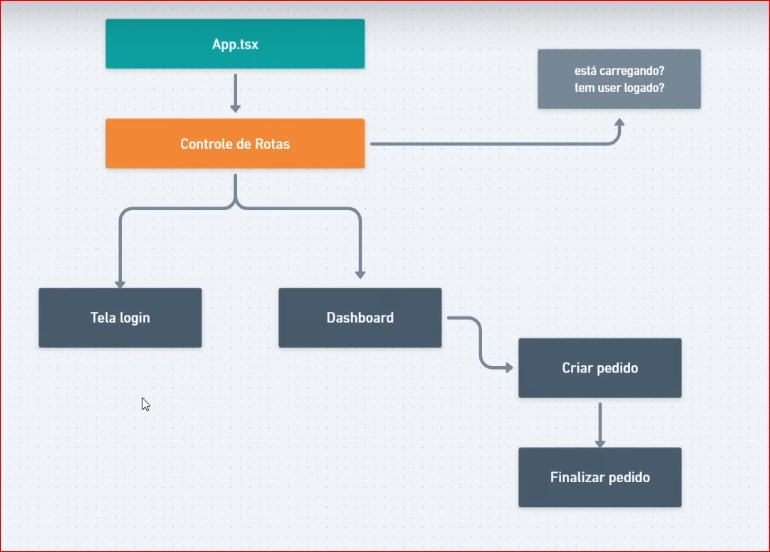 App.tsx
está carregando?
tem user logado?
Controle de Rotas
Tela login
Dashboard
Criar pedido
Finalizar pedido